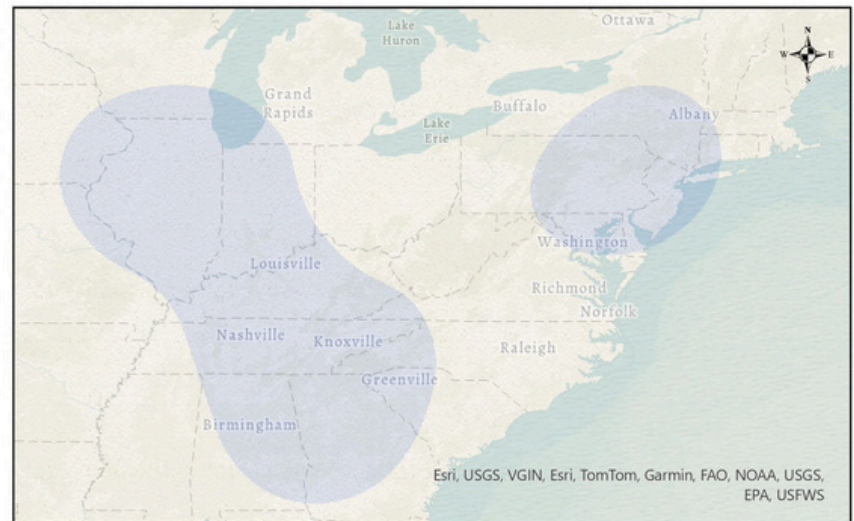 Ottawa
Lake
Huron
N
W E
S
Grand
Rapids
Buffalo
Albany
Lake
Erie
Washington
Louisville
Richmond
Norfolk
Nashville
Knoxville
Raleigh
Greenville
Birmingham
Esri, USGS, VGIN, Esri, TomTom, Garmin, FAO, NOAA, USGS,
EPA, USFWS